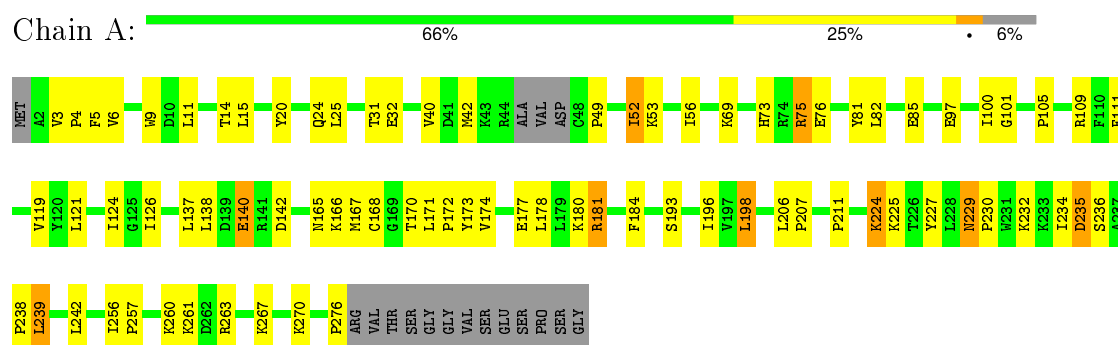 Chain A:
66% 25% • 6%
MET A2 V3 P4 F5 V6 W9 D10 L11 T14 L15 Y20 Q24 L25 T31 E32 V40 D41 M42 K43 R44 ALA VAL ASP C48 P49 I52 K53 I56 K69 H73 R74 R75 E76 Y81 L82 E85 E97 I100 G101 P105 R109 F110 E111
V119 Y120 L121 I124 G125 I126 L137 L138 D139 E140 R141 D142 N165 K166 M167 C168 G169 T170 L171 P172 Y173 V174 E177 L178 L179 K180 R181 F184 S193 I196 V197 L198 L206 P207 P211 K224 K225 T226 Y227 L228 N229 P230 W231 K232 K233 I234 D235 S236 A237
P238 L239 L242 I256 P257 K260 K261 D262 R263 K267 K270 P276 ARG VAL THR SER GLY GLY VAL SER GLU SER PRO SER GLY